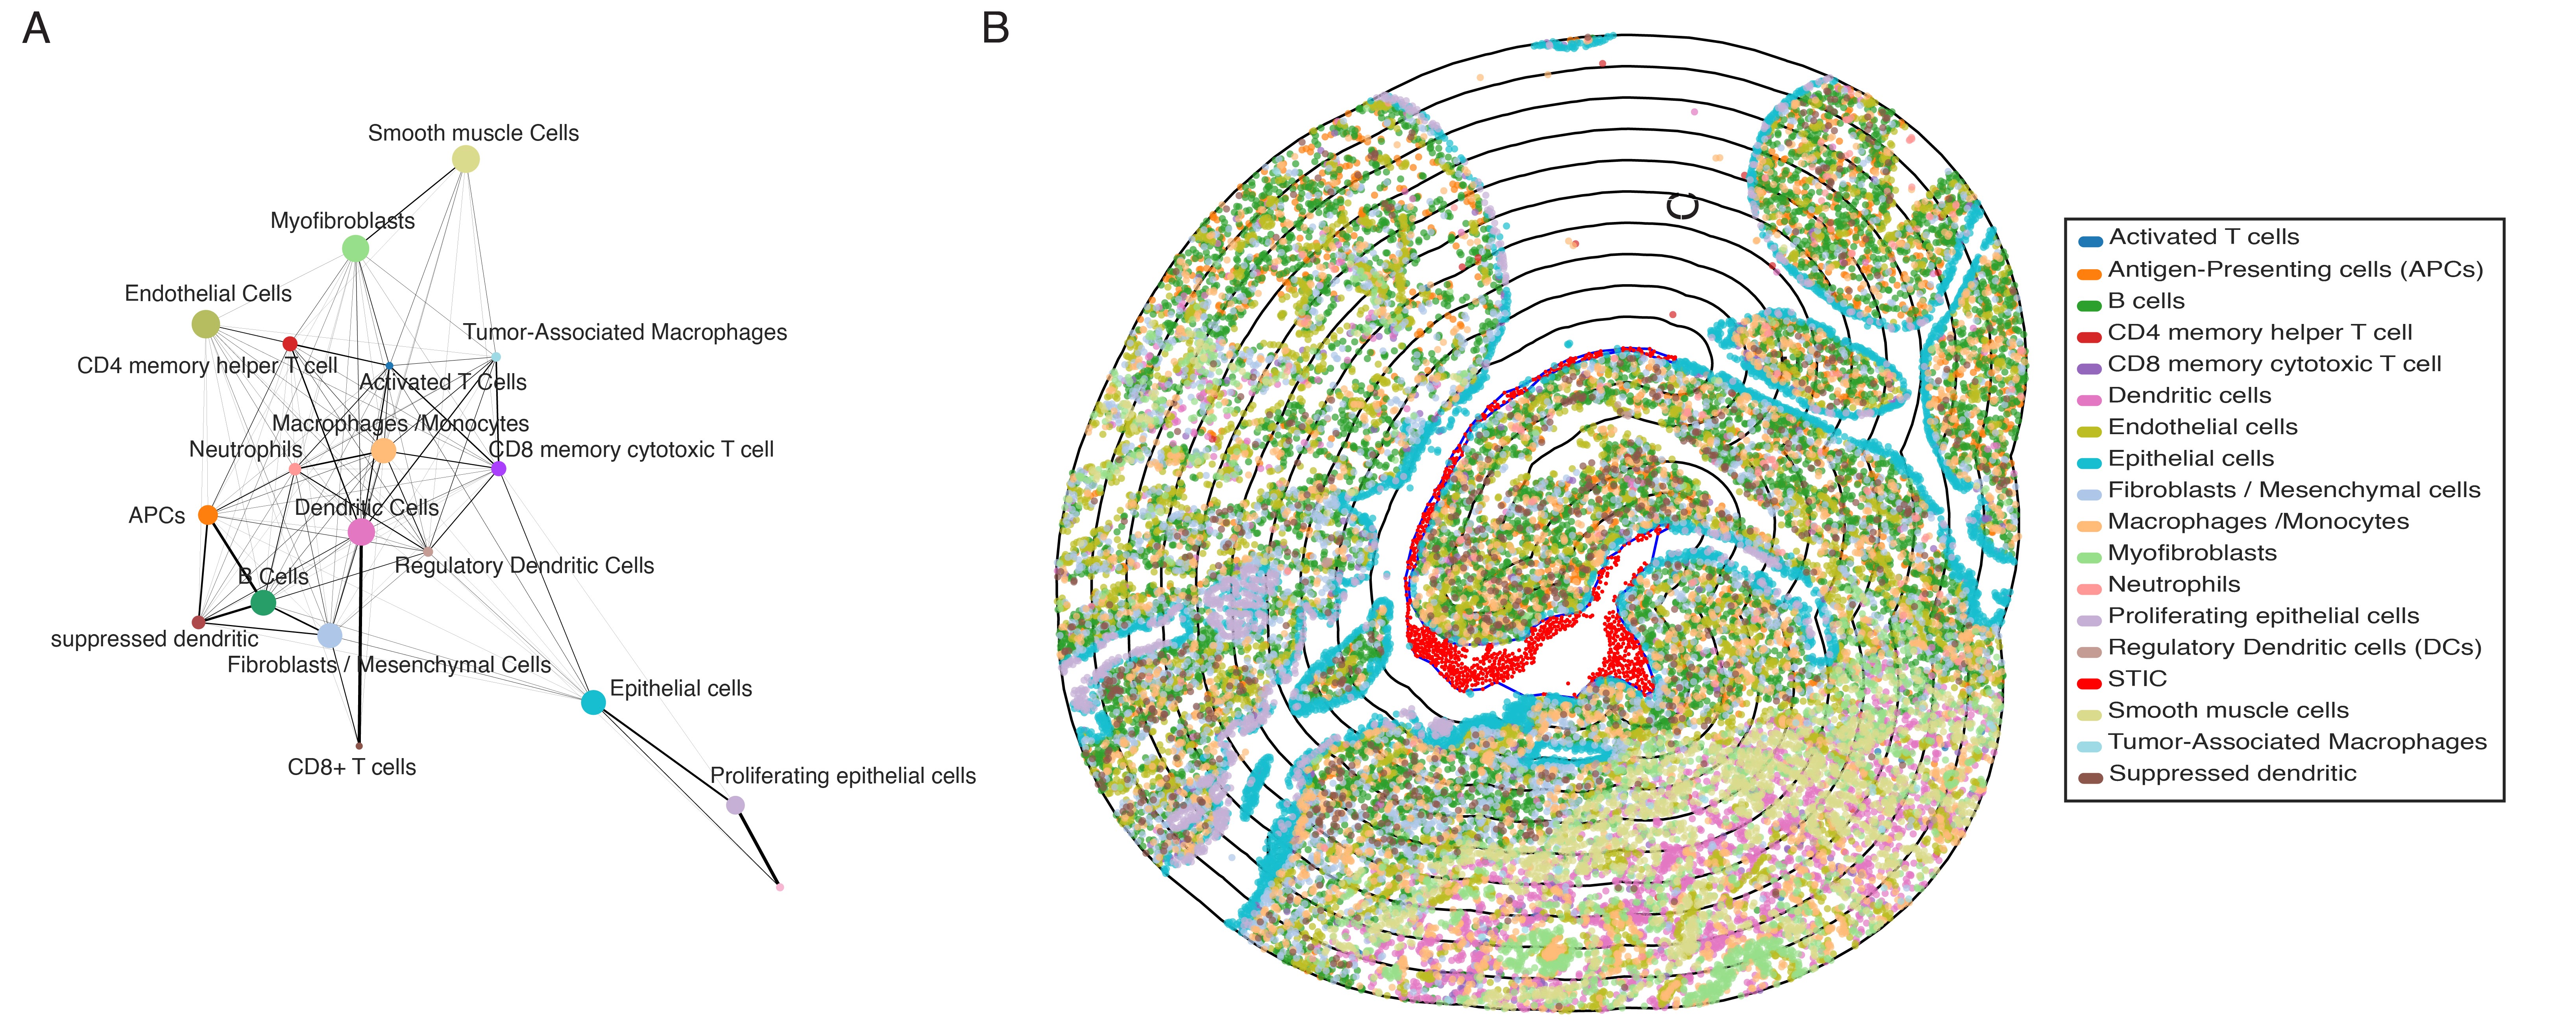 A
B
Smooth muscle Cells
Myofibroblasts
Endothelial Cells
Tumor-Associated Macrophages
CD4 memory helper T cell
Activated T Cells
Macrophages /Monocytes
Neutrophils
CD8 memory cytotoxic T cell
Dendritic Cells
APCs
Regulatory Dendritic Cells
B Cells
suppressed dendritic
Fibroblasts / Mesenchymal Cells
Epithelial cells
CD8+ T cells
Proliferating epithelial cells
Activated T cells
Antigen-Presenting cells (APCs)
B cells
CD4 memory helper T cell
CD8 memory cytotoxic T cell
Dendritic cells
Endothelial cells
Epithelial cells
Fibroblasts / Mesenchymal cells
Macrophages /Monocytes
Myofibroblasts
Neutrophils
Proliferating epithelial cells
Regulatory Dendritic cells (DCs)
STIC
Smooth muscle cells
Tumor-Associated Macrophages
Suppressed dendritic